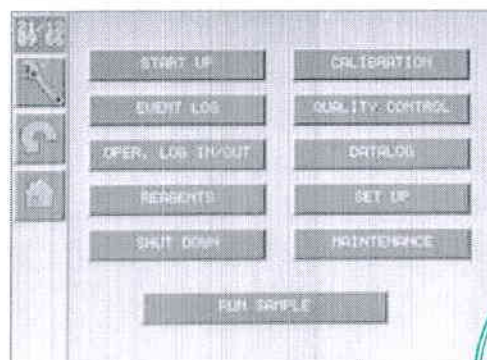 START UP
CALIBRATION
EVENT LOG
QUALITY CONTROL
OPER. LOG IN/OUT
DATALOG
REAGENTS
SET UP
SHUT DOWN
MAINTENANCE
RUN SAMPLE